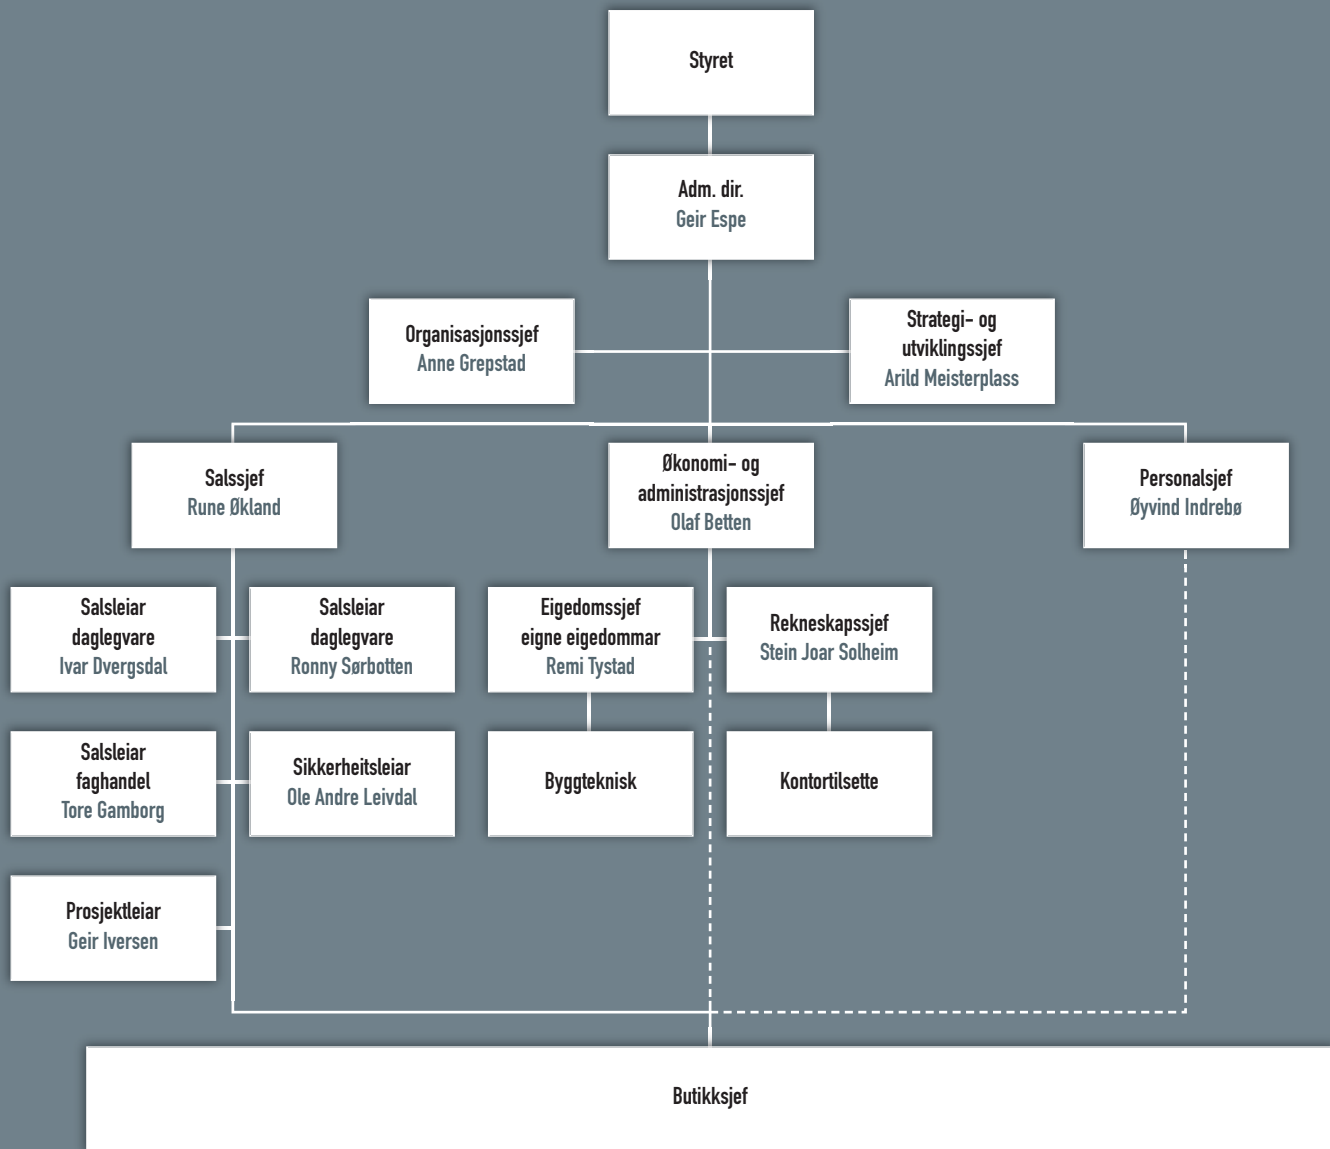 Styret
Adm. dir.
Geir Espe
Organisasjonssjef
Anne Grepstad
Strategi- og
utviklingssjef
Arild Meisterplass
Salssjef
Rune Økland
Økonomi- og
administrasjonssjef
Olaf Betten
Personalsjef
Øyvind Indrebø
Salsleiar
daglegvare
Ivar Dvergsdal
Salsleiar
daglegvare
Ronny Sørbotten
Eigedomssjef
eigne eigedommar
Remi Tystad
Rekneskapssjef
Stein Joar Solheim
Salsleiar
faghandel
Tore Gamborg
Sikkerheitsleiar
Ole Andre Leivdal
Byggteknisk
Kontortilsette
Prosjektleiar
Geir Iversen
Butikksjef